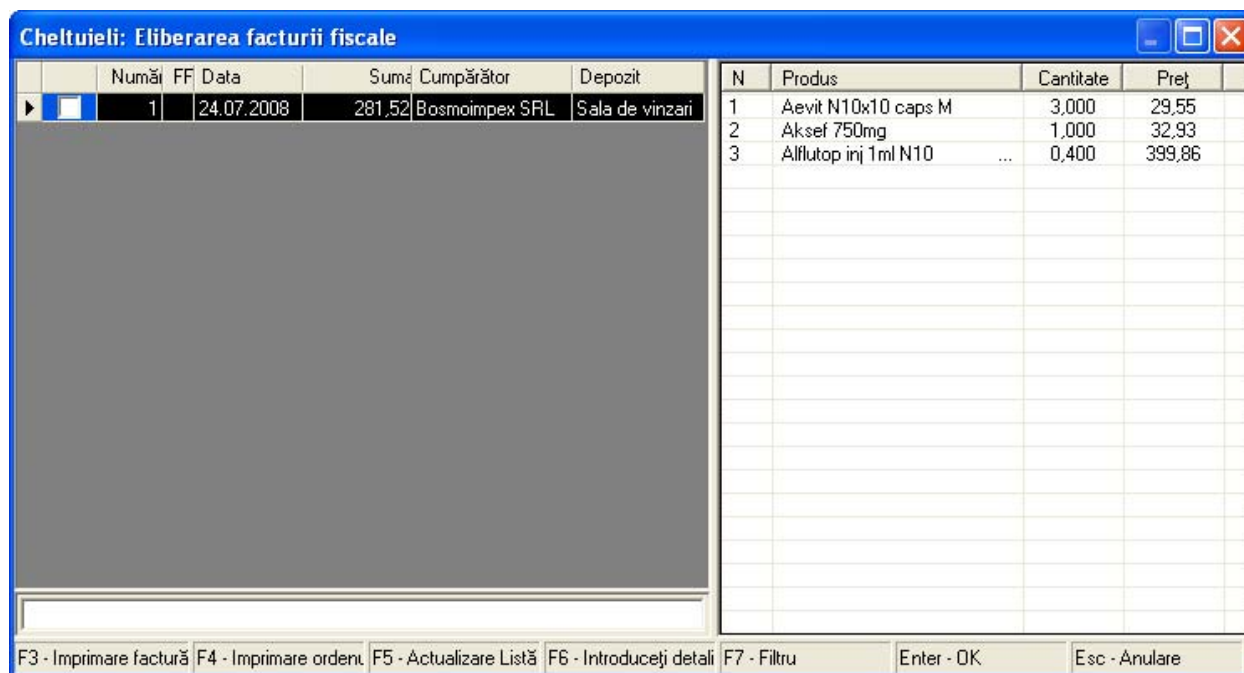 Cheltuieli: Eliberarea facturii fiscale
Număı FF Data Suma Cumpărător Depozit
1 24.07.2008 281,52 Bosmoimpex SRL Sala de vinzari
N Produs Cantitate Preţ
1 Aevit N10x10 caps M 3,000 29,55
2 Aksef 750mg 1,000 32,93
3 Alflutop inj 1ml N10 ... 0,400 399,86
F3 - Imprimare factură F4 - Imprimare ordenu F5 - Actualizare Listă F6 - Introduceţi detali F7 - Filtru Enter - OK Esc - Anulare